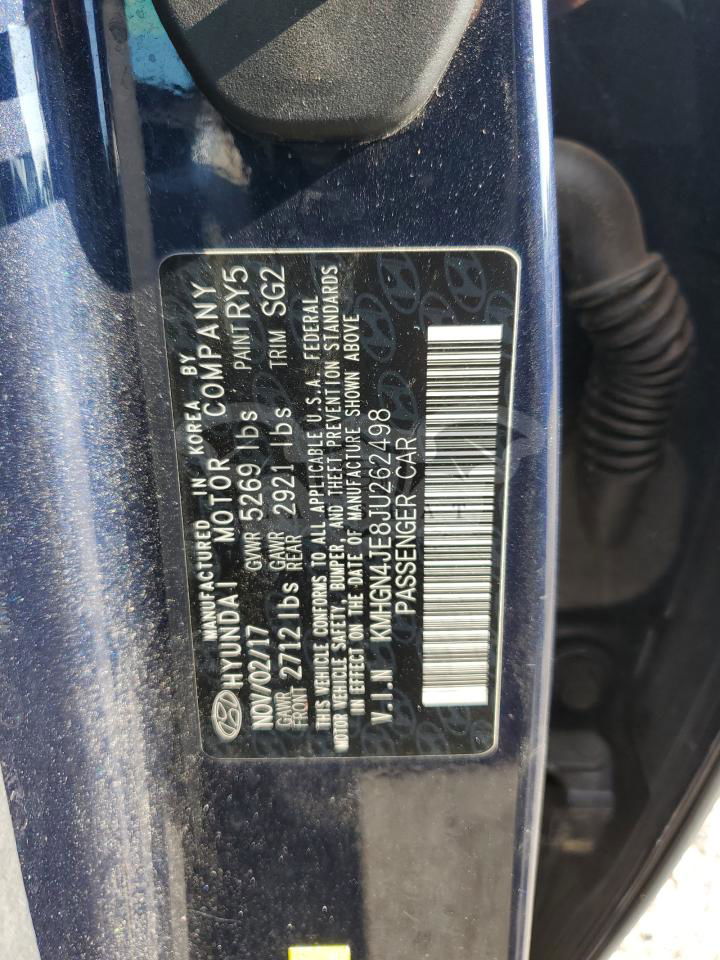 MANUFACTURED IN KOREA BY
HYUNDAI MOTOR COMPANY
NOV/02/17 GVWR 5269 lbs PAINT RY5
GAWR FRONT 2712 lbs GAWR REAR 2921 lbs TRIM SG2
THIS VEHICLE CONFORMS TO ALL APPLICABLE U.S.A. FEDERAL
MOTOR VEHICLE SAFETY, BUMPER AND THEFT PREVENTION STANDARDS
IN EFFECT ON THE DATE OF MANUFACTURE SHOWN ABOVE
V.I.N KMHGN4JE8JU262498
PASSENGER CAR